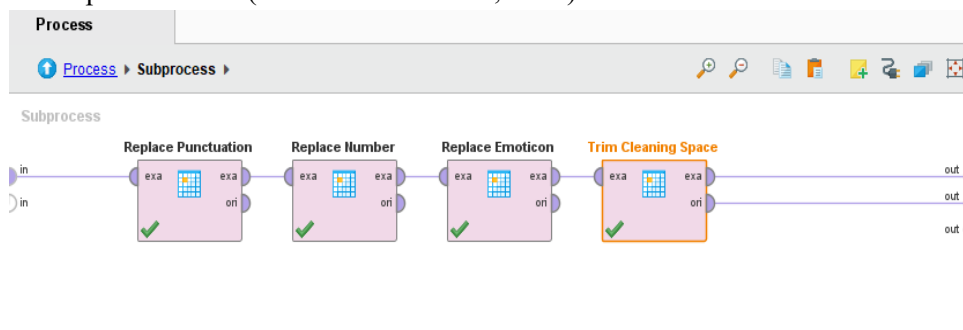 Process
Process ▸ Subprocess ▸
Subprocess
Replace Punctuation Replace Number Replace Emoticon Trim Cleaning Space
in exa exa exa exa exa exa exa exa out
in ori ori ori ori out
out